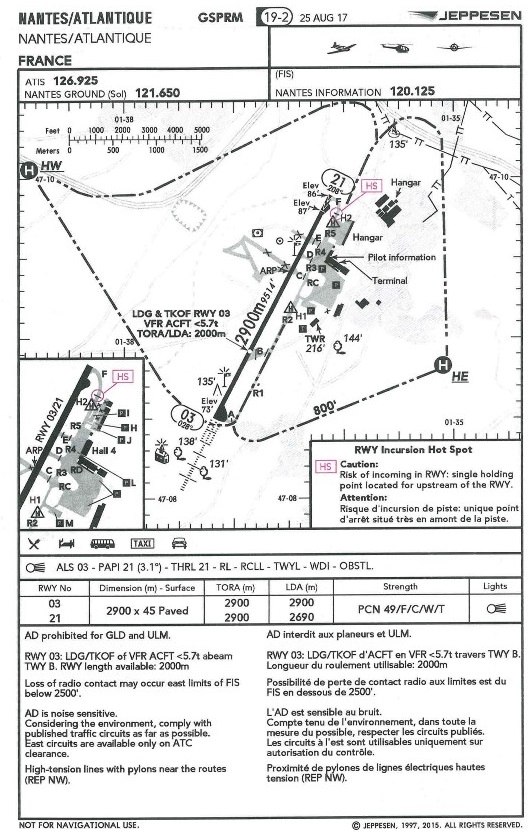 NANTES/ATLANTIQUE GSPRM 19-2 25 AUG 17 JEPPESEN
NANTES/ATLANTIQUE
FRANCE
ATIS 126.925
NANTES GROUND (Sol) 121.650
(FIS)
NANTES INFORMATION 120.125
01-38
01-35
Feet 0 1000 2000 3000 4000 5000
Meters 0 500 1000 1500
135'
H HW
47-10
47-10
21
208°
HS
Hangar
Elev
86'
Elev
87'
F
H2
R5
Hangar
E
D R4
Pilot information
ARP
R3
C
RC
Terminal
LDG & TKOF RWY 03
VFR ACFT <5.7t
TORA/LDA: 2000m
2900m 9514'
R2 H1
TWR
216'
144'
B
01-38
H
HE
135'
Elev
73'
A
R1
03
028°
800'
01-35
138'
131'
47-08
47-08
F
HS
H2
I
R5
H
RWY 03/21
E
J
D R4
Hall 4
ARP
C R3 RD
L
RC
H1
R2
M
RWY Incursion Hot Spot
HS Caution:
Risk of incoming in RWY: single holding
point located for upstream of the RWY.
Attention:
Risque d'incursion de piste: unique point
d'arrêt situé trés en amont de la piste.
TAXI
ALS 03 - PAPI 21 (3.1°) - THRL 21 - RL - RCLL - TWYL - WDI - OBSTL.
RWY No Dimension (m) - Surface TORA (m) LDA (m) Strength Lights
03 2900 x 45 Paved 2900 2900 PCN 49/F/C/W/T
21 2900 2690
AD prohibited for GLD and ULM.
RWY 03: LDG/TKOF of VFR ACFT <5.7t abeam
TWY B. RWY length available: 2000m
Loss of radio contact may occur east limits of FIS
below 2500'.
AD is noise sensitive.
Considering the environment, comply with
published traffic circuits as far as possible.
East circuits are available only on ATC
clearance.
High-tension lines with pylons near the routes
(REP NW).
AD interdit aux planeurs et ULM.
RWY 03: LDG/TKOF d'ACFT en VFR <5.7t travers TWY B.
Longueur du roulement utilisable: 2000m
Possibilité de perte de contact radio aux limites est du
FIS en dessous de 2500'.
L'AD est sensible au bruit.
Compte tenu de l'environnement, dans toute la
mesure du possible, respecter les circuits publiés.
Les circuits à l'est sont utilisables uniquement sur
autorisation du contrôle.
Proximité de pylones de lignes électriques hautes
tension (REP NW).
NOT FOR NAVIGATIONAL USE.
© JEPPESEN, 1997, 2015. ALL RIGHTS RESERVED.